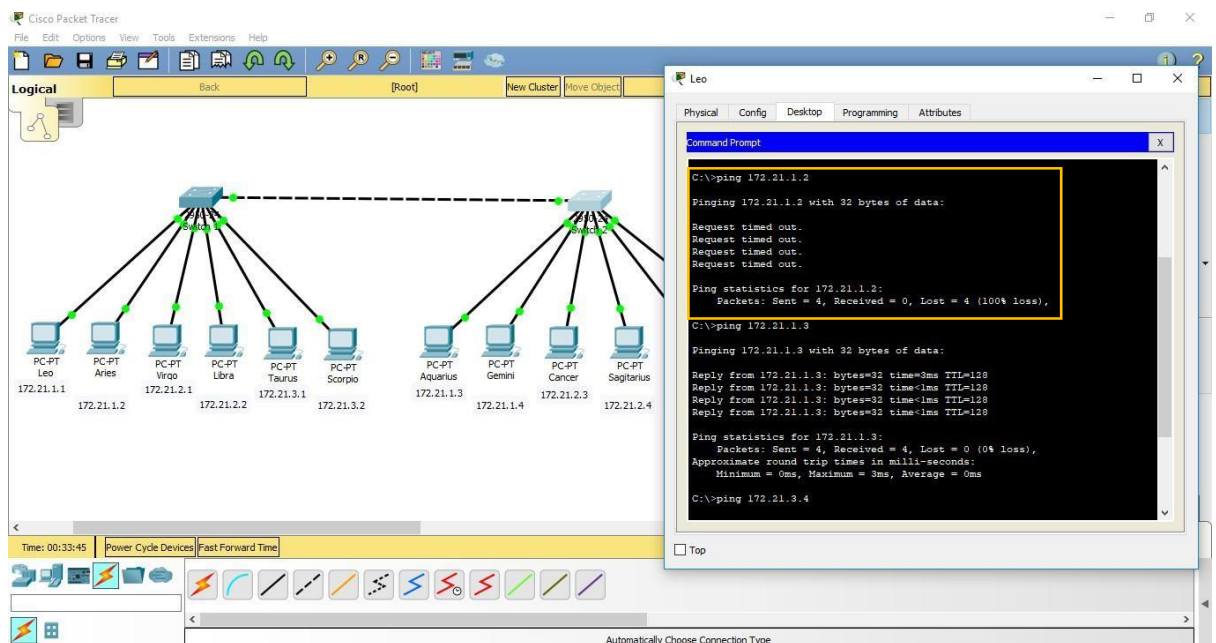 Cisco Packet Tracer
File Edit Options View Tools Extensions Help
Logical
Back
[Root]
New Cluster
Move Object
Switch 1
Switch 2
PC-PT
Leo
172.21.1.1
PC-PT
Aries
172.21.1.2
PC-PT
Virgo
172.21.2.1
PC-PT
Libra
172.21.2.2
PC-PT
Taurus
172.21.3.1
PC-PT
Scorpio
172.21.3.2
PC-PT
Aquarius
172.21.1.3
PC-PT
Gemini
172.21.1.4
PC-PT
Cancer
172.21.2.3
PC-PT
Sagitarius
172.21.2.4
Leo
Physical Config Desktop Programming Attributes
Command Prompt
X
C:\>ping 172.21.1.2
Pinging 172.21.1.2 with 32 bytes of data:
Request timed out.
Request timed out.
Request timed out.
Request timed out.
Ping statistics for 172.21.1.2:
Packets: Sent = 4, Received = 0, Lost = 4 (100% loss),
C:\>ping 172.21.1.3
Pinging 172.21.1.3 with 32 bytes of data:
Reply from 172.21.1.3: bytes=32 time=3ms TTL=128
Reply from 172.21.1.3: bytes=32 time<1ms TTL=128
Reply from 172.21.1.3: bytes=32 time<1ms TTL=128
Reply from 172.21.1.3: bytes=32 time<1ms TTL=128
Ping statistics for 172.21.1.3:
Packets: Sent = 4, Received = 4, Lost = 0 (0% loss),
Approximate round trip times in milli-seconds:
Minimum = 0ms, Maximum = 3ms, Average = 0ms
C:\>ping 172.21.3.4
Top
Time: 00:33:45
Power Cycle Devices
Fast Forward Time
Automatically Choose Connection Type